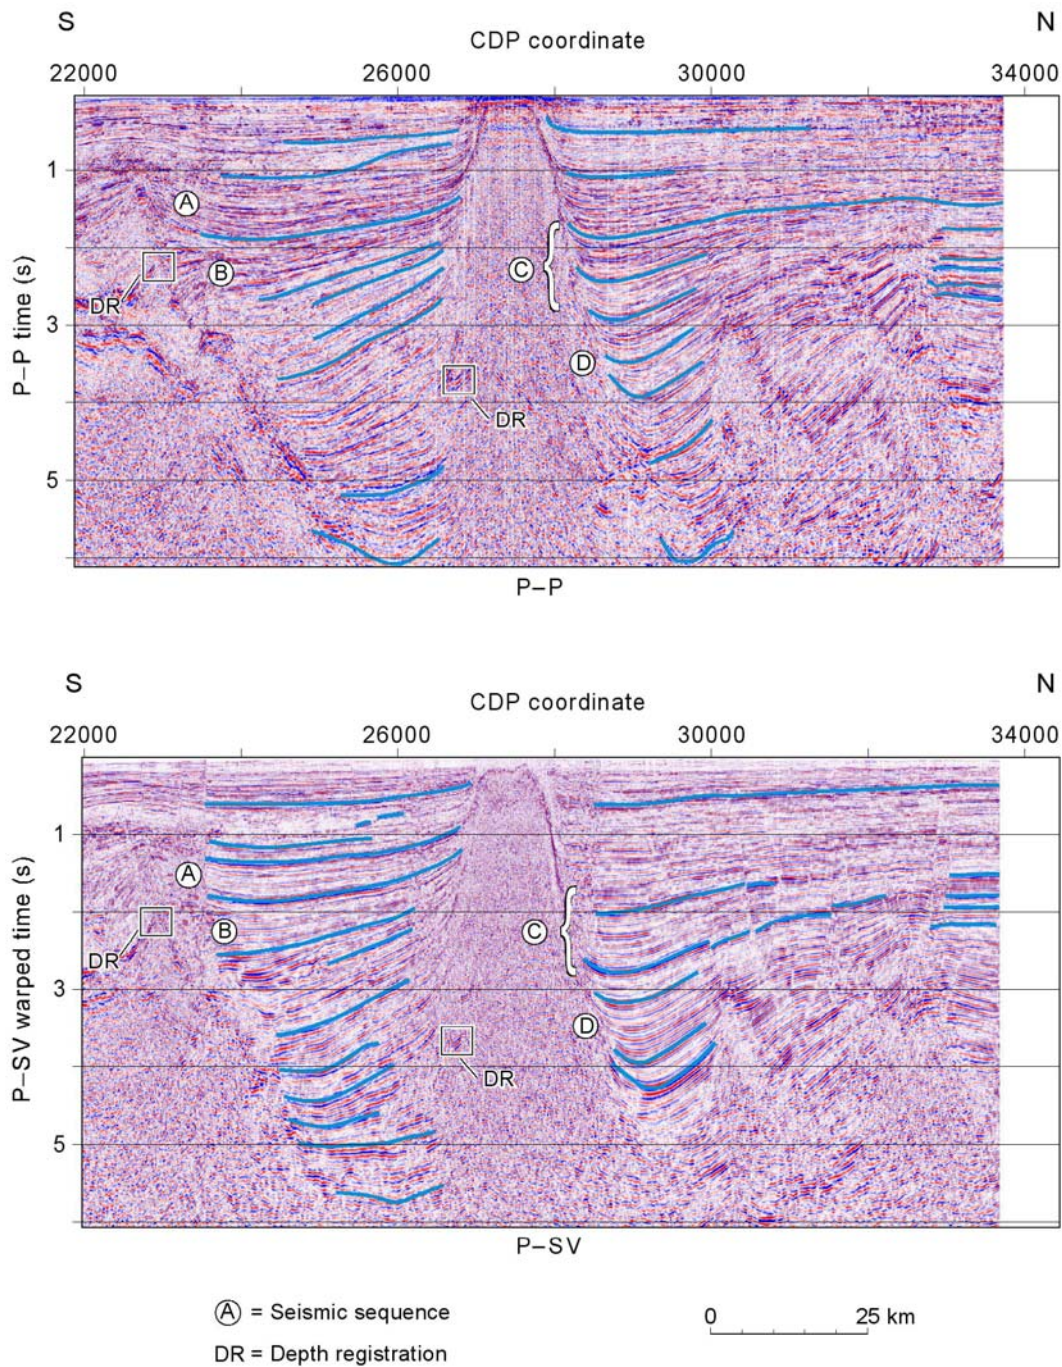 S N
CDP coordinate
22000 26000 30000 34000
1
A
B
DR
C
3
D
DR
5
P–P time (s)
P–P
S N
CDP coordinate
22000 26000 30000 34000
1
A
B
DR
C
3
D
DR
5
P–SV warped time (s)
P–SV
A = Seismic sequence
DR = Depth registration
0 25 km